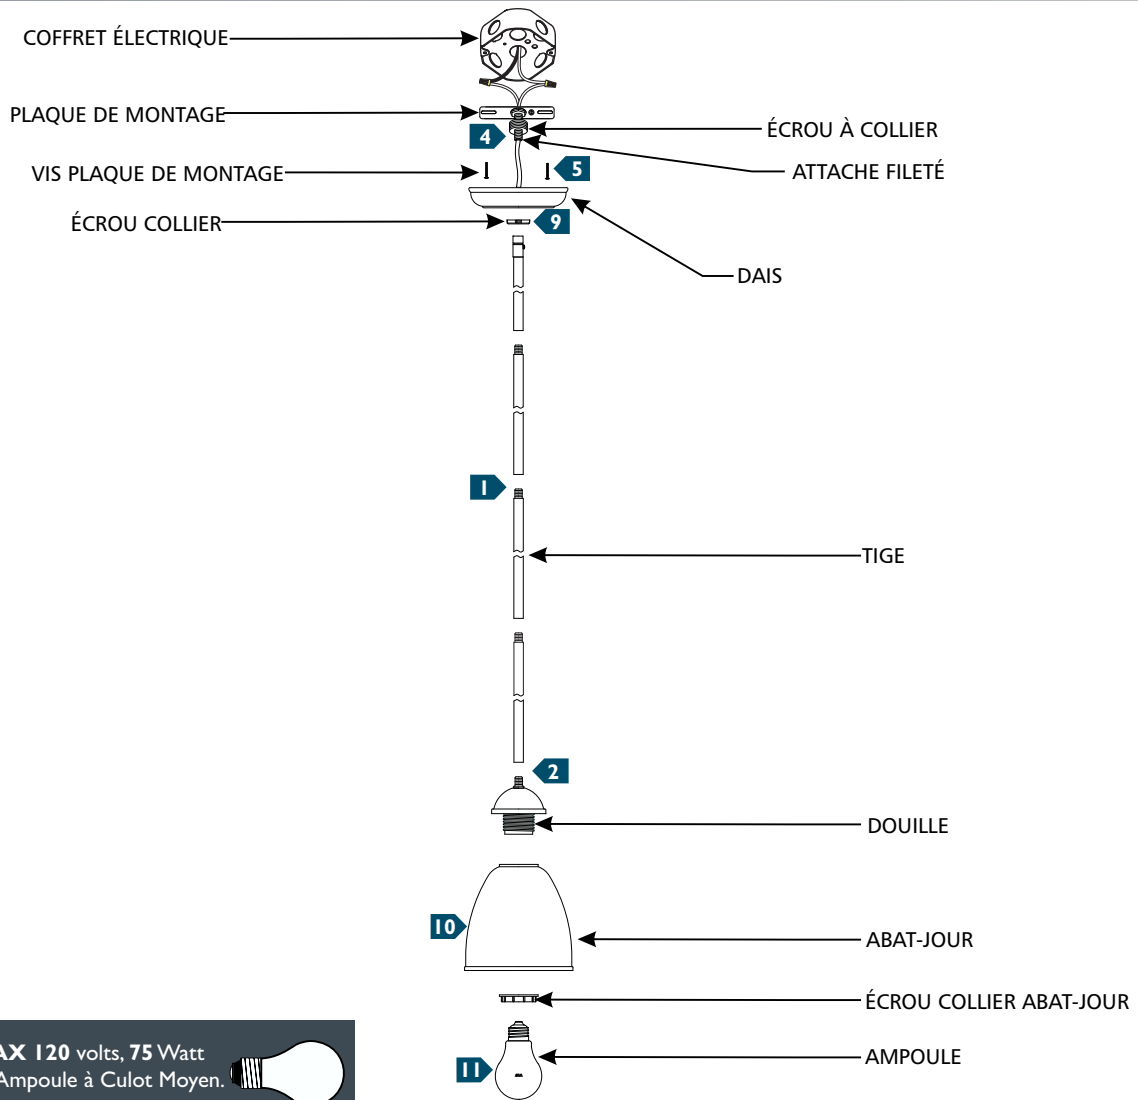 COFFRET ÉLECTRIQUE
PLAQUE DE MONTAGE
ÉCROU À COLLIER
4
VIS PLAQUE DE MONTAGE
5
ATTACHE FILETÉ
ÉCROU COLLIER
9
DAIS
1
TIGE
2
DOUILLE
10
ABAT-JOUR
ÉCROU COLLIER ABAT-JOUR
11
AMPOULE
AX 120 volts, 75 Watt
Ampoule à Culot Moyen.